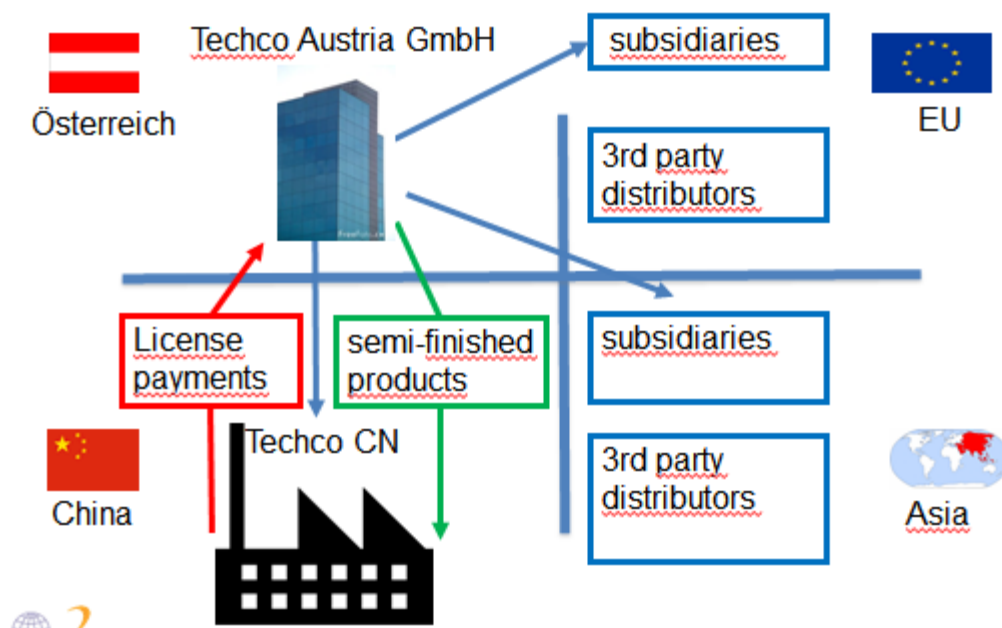 Techco Austria GmbH
subsidiaries
Österreich
EU
3rd party
distributors
License
payments
semi-finished
products
subsidiaries
Techco CN
3rd party
distributors
China
Asia